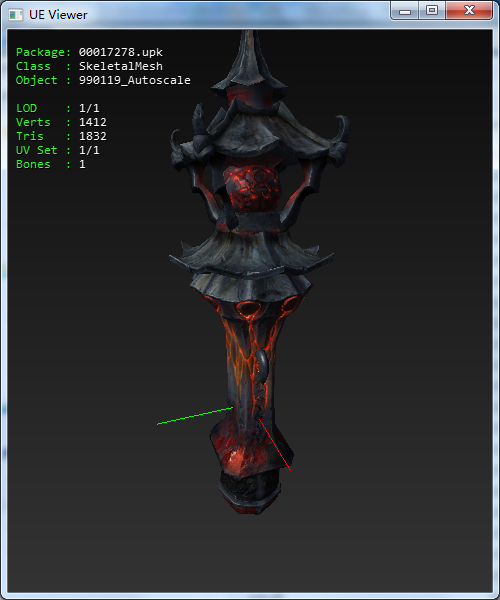 UE Viewer
Package: 00017278.upk
Class : SkeletalMesh
Object : 990119_Autoscale
LOD : 1/1
Verts : 1412
Tris : 1832
UV Set : 1/1
Bones : 1